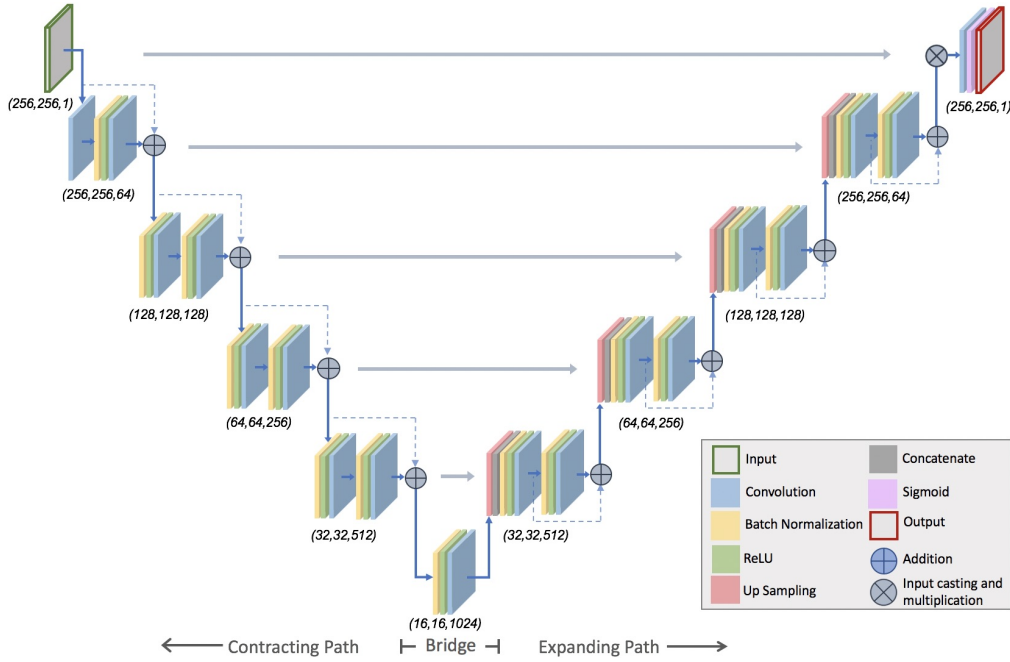 (256,256,1)
(256,256,1)
(256,256,64)
(256,256,64)
(128,128,128)
(128,128,128)
(64,64,256)
(64,64,256)
(32,32,512)
(32,32,512)
(16,16,1024)
Input
Convolution
Batch Normalization
ReLU
Up Sampling
Concatenate
Sigmoid
Output
Addition
Input casting and
multiplication
Contracting Path
Bridge
Expanding Path